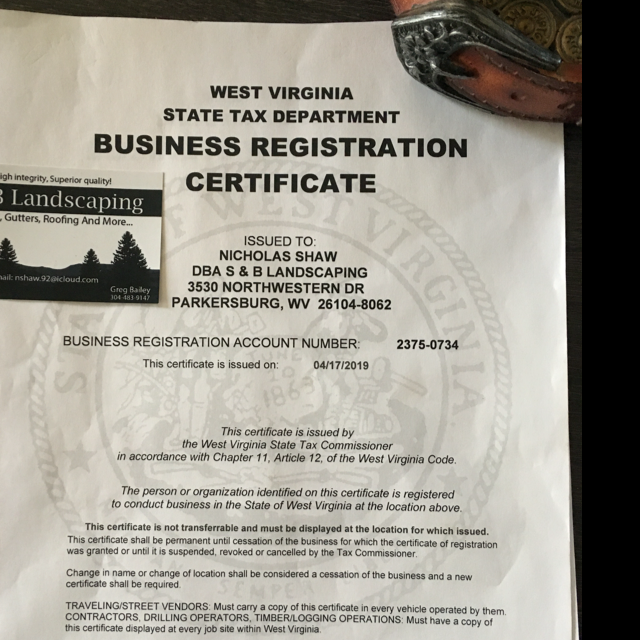 WEST VIRGINIA
STATE TAX DEPARTMENT
BUSINESS REGISTRATION
CERTIFICATE
igh integrity, Superior quality!
B Landscaping
, Gutters, Roofing And More...
ail: nshaw.92@icloud.com
Greg Bailey
304-483-9147
ISSUED TO:
NICHOLAS SHAW
DBA S & B LANDSCAPING
3530 NORTHWESTERN DR
PARKERSBURG, WV 26104-8062
BUSINESS REGISTRATION ACCOUNT NUMBER: 2375-0734
This certificate is issued on: 04/17/2019
This certificate is issued by
the West Virginia State Tax Commissioner
in accordance with Chapter 11, Article 12, of the West Virginia Code.
The person or organization identified on this certificate is registered
to conduct business in the State of West Virginia at the location above.
This certificate is not transferrable and must be displayed at the location for which issued.
This certificate shall be permanent until cessation of the business for which the certificate of registration
was granted or until it is suspended, revoked or cancelled by the Tax Commissioner.
Change in name or change of location shall be considered a cessation of the business and a new
certificate shall be required.
TRAVELING/STREET VENDORS: Must carry a copy of this certificate in every vehicle operated by them.
CONTRACTORS, DRILLING OPERATORS, TIMBER/LOGGING OPERATIONS: Must have a copy of
this certificate displayed at every job site within West Virginia.